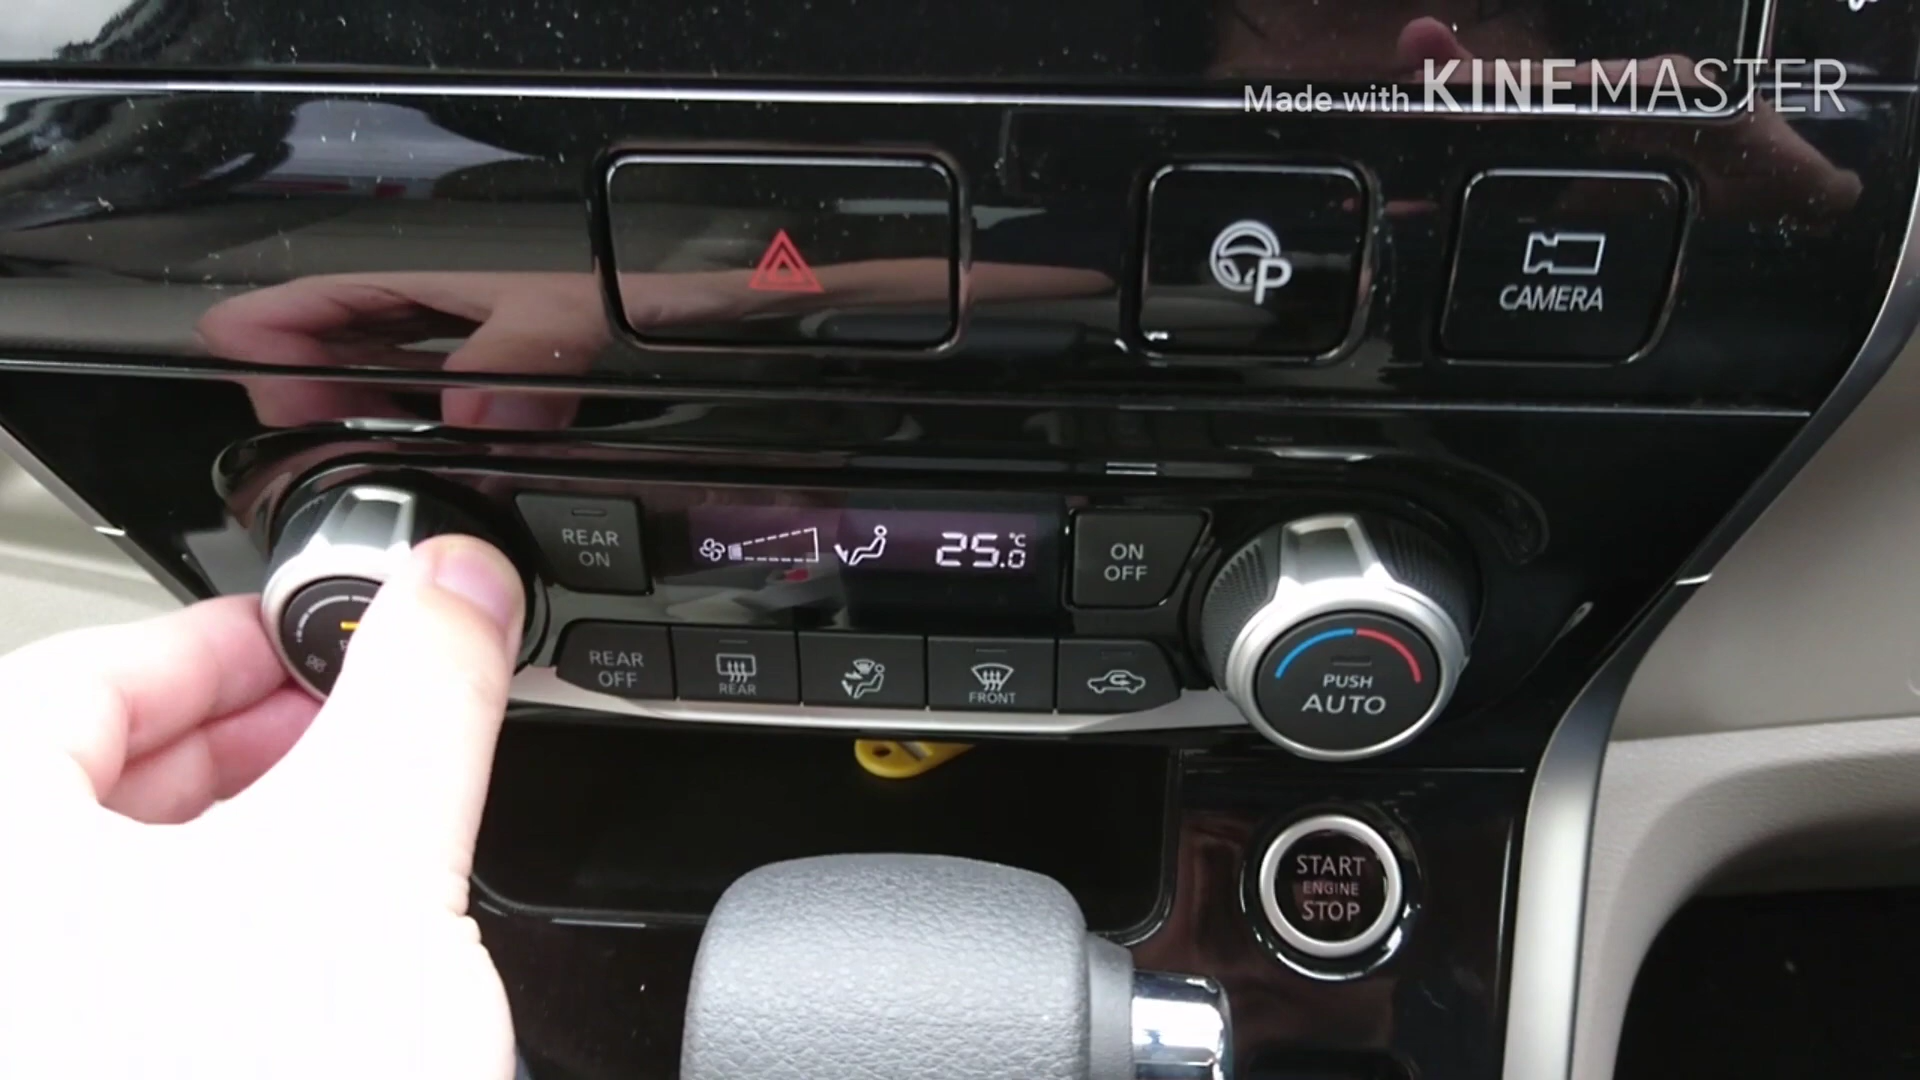 Made with KINEMASTER
P
CAMERA
REAR
ON
25.0
°C
ON
OFF
REAR
OFF
REAR
FRONT
PUSH
AUTO
START
ENGINE
STOP